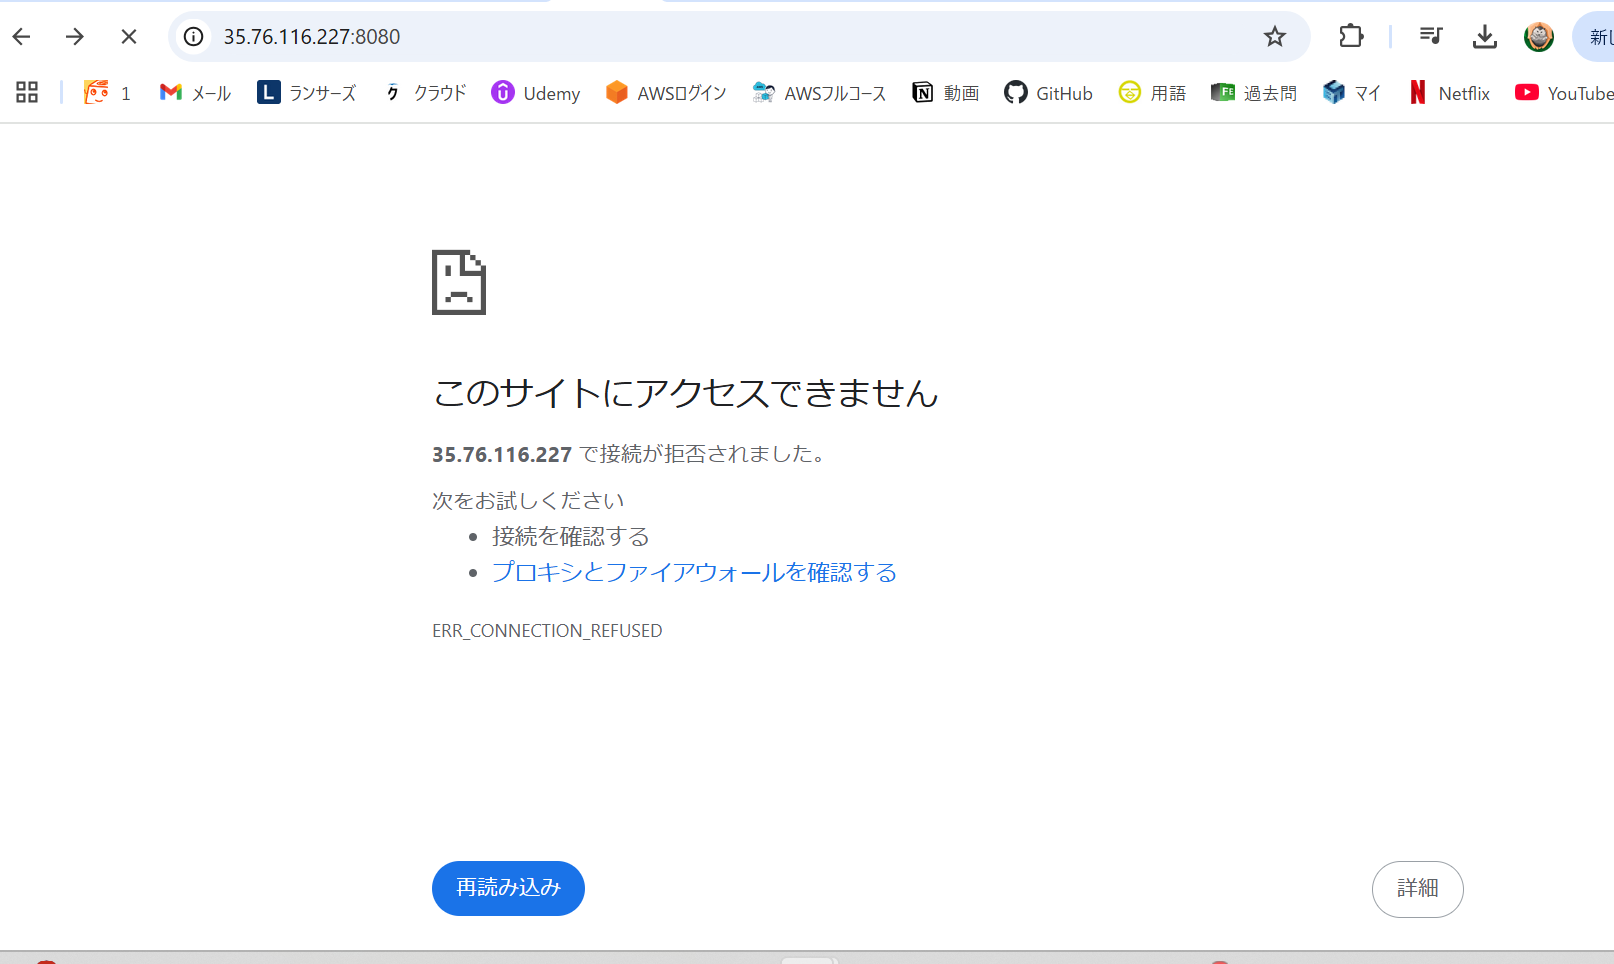 35.76.116.227:8080
新し
1 メール ランサーズ クラウド Udemy AWSログイン AWSフルコース 動画 GitHub 用語 過去問 マイ Netflix YouTube
このサイトにアクセスできません
35.76.116.227 で接続が拒否されました。
次をお試しください
接続を確認する
プロキシとファイアウォールを確認する
ERR_CONNECTION_REFUSED
再読み込み
詳細